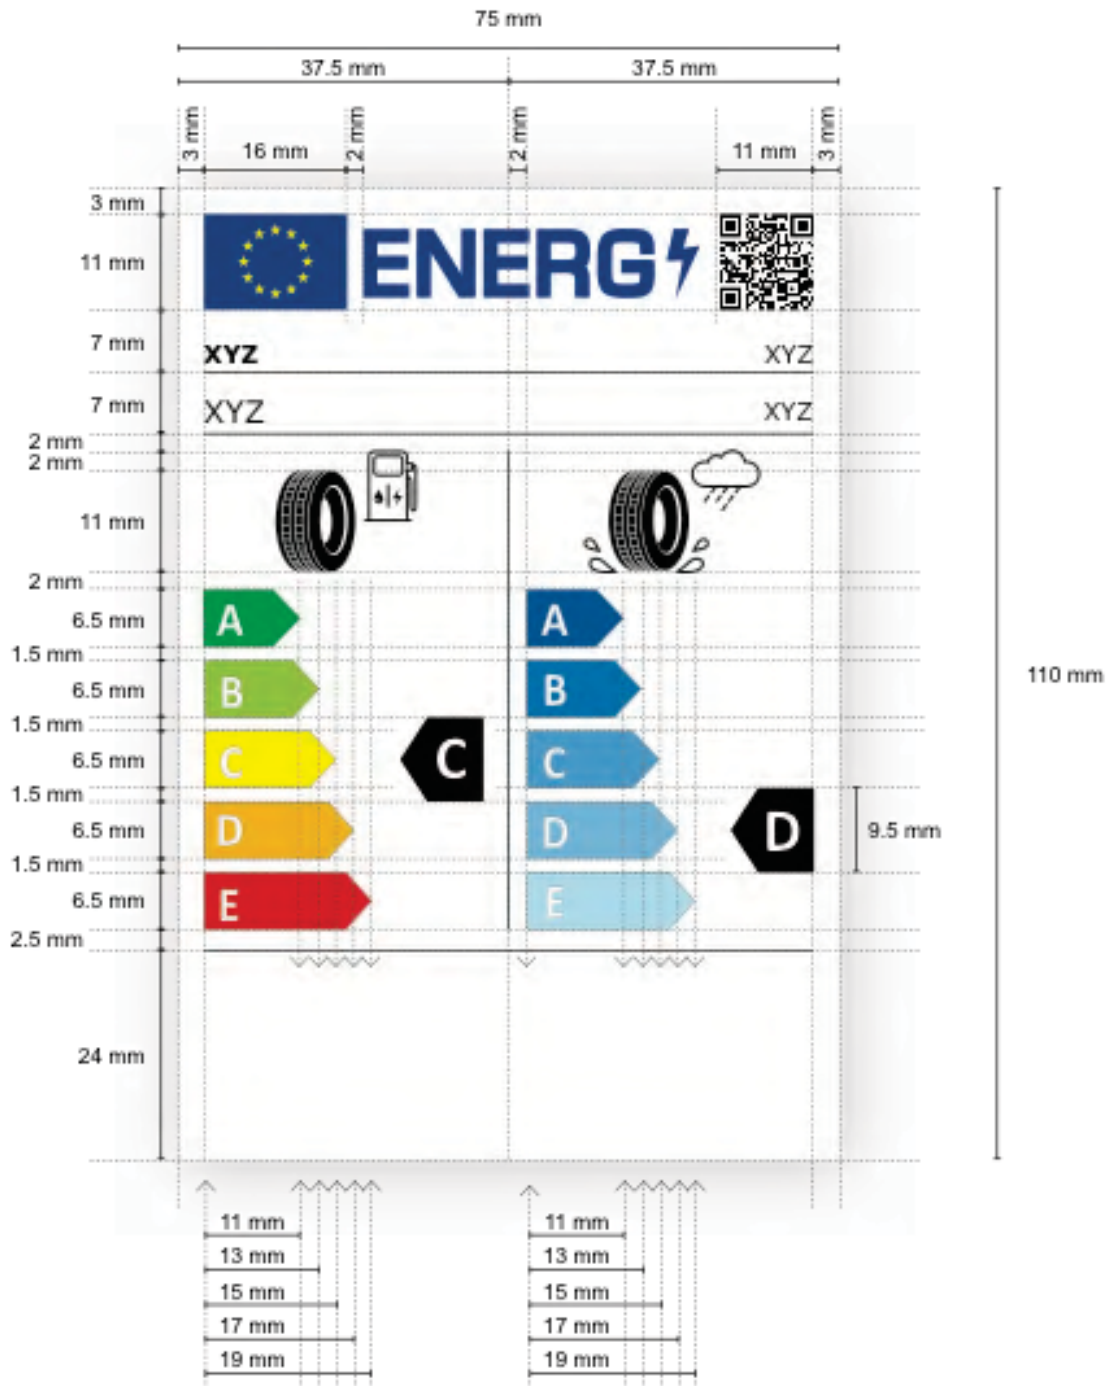 75 mm
37.5 mm 37.5 mm
3 mm 16 mm 2 mm 2 mm 11 mm 3 mm
3 mm
11 mm ENERG
7 mm XYZ XYZ
7 mm XYZ XYZ
2 mm
2 mm
11 mm
2 mm
6.5 mm A A
1.5 mm
6.5 mm B B 110 mm
1.5 mm
6.5 mm C C C
1.5 mm
6.5 mm D D D 9.5 mm
1.5 mm
6.5 mm E E
2.5 mm
24 mm
11 mm 11 mm
13 mm 13 mm
15 mm 15 mm
17 mm 17 mm
19 mm 19 mm